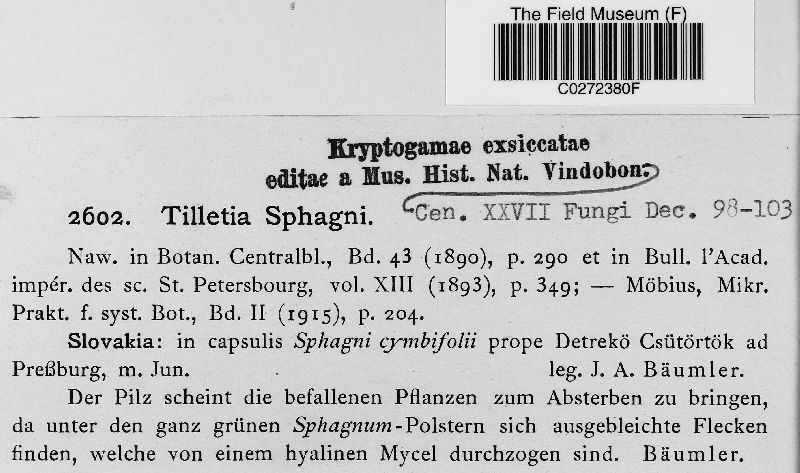 The Field Museum (F)
C0272380F
Kryptogamae exsiccatae
editae a Mus. Hist. Nat. Vindobon.
2602. Tilletia Sphagni. Cen. XXVII Fungi Dec. 98-103
Naw. in Botan. Centralbl., Bd. 43 (1890), p. 290 et in Bull. l'Acad.
impér. des sc. St. Petersbourg, vol. XIII (1893), p. 349; — Möbius, Mikr.
Prakt. f. syst. Bot., Bd. II (1915), p. 204.
Slovakia: in capsulis Sphagni cymbifolii prope Detrekö Csütörtök ad
Preßburg, m. Jun. leg. J. A. Bäumler.
Der Pilz scheint die befallenen Pflanzen zum Absterben zu bringen,
da unter den ganz grünen Sphagnum-Polstern sich ausgebleichte Flecken
finden, welche von einem hyalinen Mycel durchzogen sind. Bäumler.